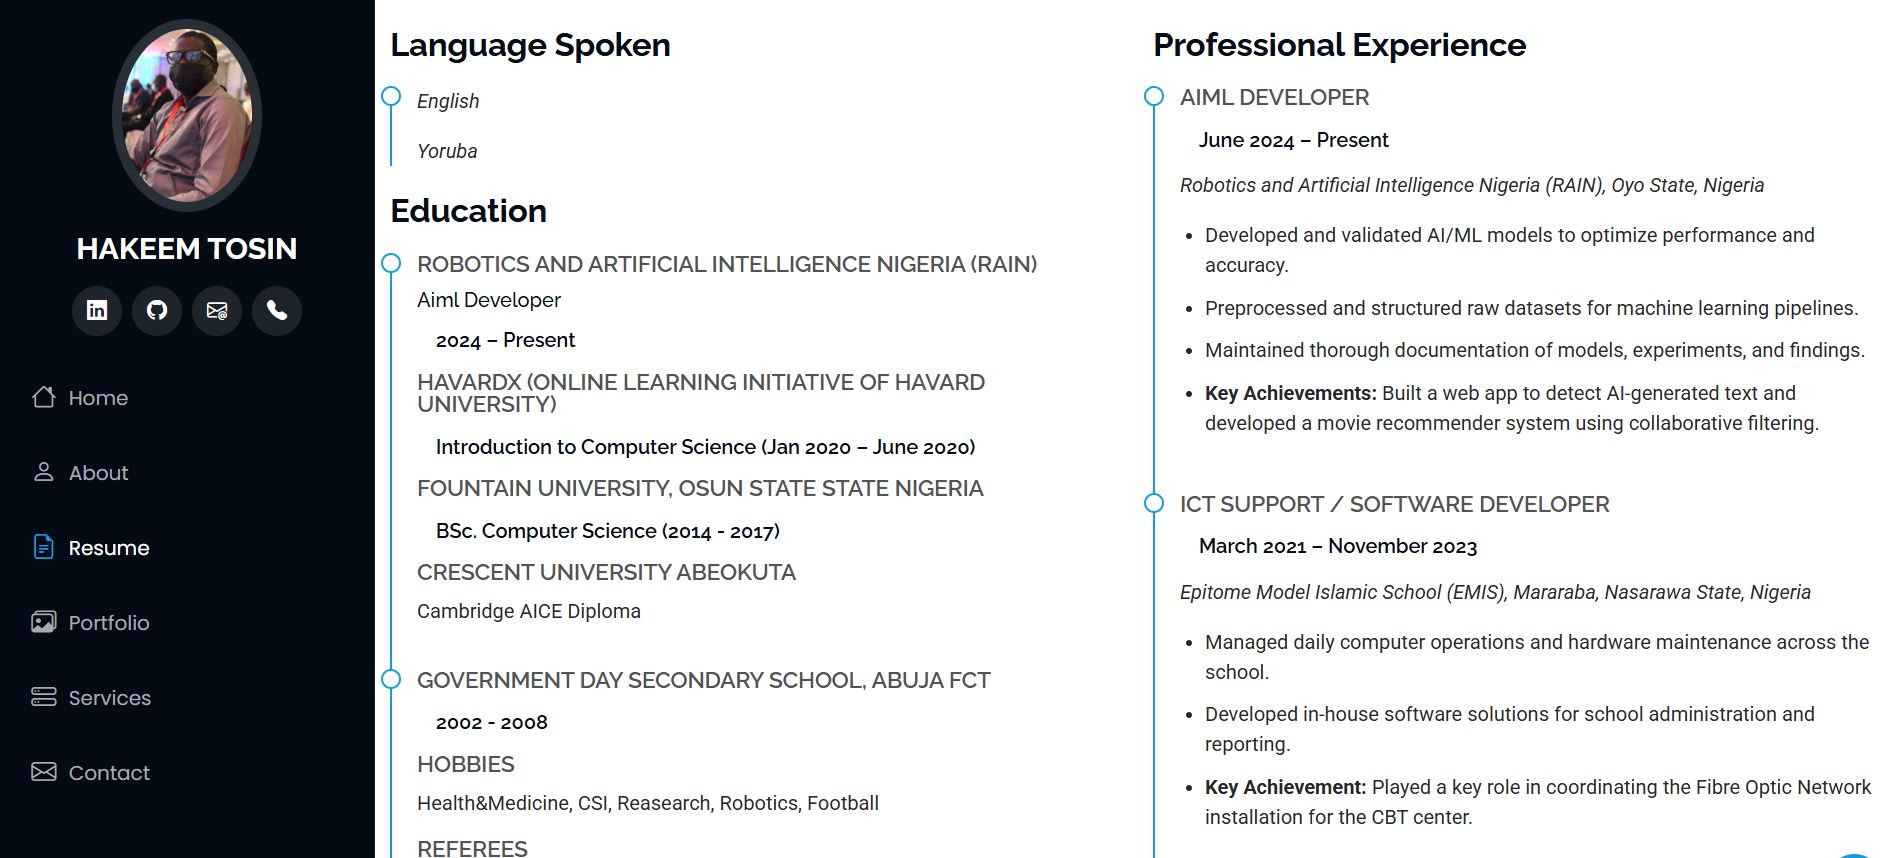 HAKEEM TOSIN
Home
About
Resume
Portfolio
Services
Contact
Language Spoken
English
Yoruba
Education
ROBOTICS AND ARTIFICIAL INTELLIGENCE NIGERIA (RAIN)
Aiml Developer
2024 – Present
HAVARDX (ONLINE LEARNING INITIATIVE OF HAVARD
UNIVERSITY)
Introduction to Computer Science (Jan 2020 – June 2020)
FOUNTAIN UNIVERSITY, OSUN STATE STATE NIGERIA
BSc. Computer Science (2014 - 2017)
CRESCENT UNIVERSITY ABEOKUTA
Cambridge AICE Diploma
GOVERNMENT DAY SECONDARY SCHOOL, ABUJA FCT
2002 - 2008
HOBBIES
Health&Medicine, CSI, Reasearch, Robotics, Football
REFEREES
Professional Experience
AIML DEVELOPER
June 2024 – Present
Robotics and Artificial Intelligence Nigeria (RAIN), Oyo State, Nigeria
• Developed and validated AI/ML models to optimize performance and
accuracy.
• Preprocessed and structured raw datasets for machine learning pipelines.
• Maintained thorough documentation of models, experiments, and findings.
• Key Achievements: Built a web app to detect AI-generated text and
developed a movie recommender system using collaborative filtering.
ICT SUPPORT / SOFTWARE DEVELOPER
March 2021 – November 2023
Epitome Model Islamic School (EMIS), Mararaba, Nasarawa State, Nigeria
• Managed daily computer operations and hardware maintenance across the
school.
• Developed in-house software solutions for school administration and
reporting.
• Key Achievement: Played a key role in coordinating the Fibre Optic Network
installation for the CBT center.